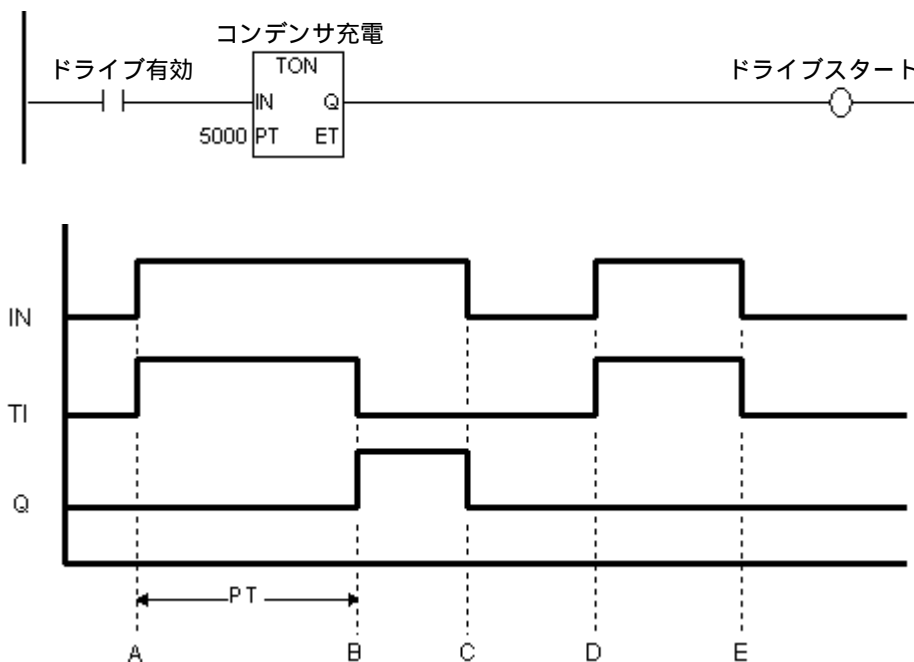 コンデンサ充電
ドライブ有効
TON
ドライブスタート
IN Q
5000 PT ET
IN
TI
Q
PT
A B C D E